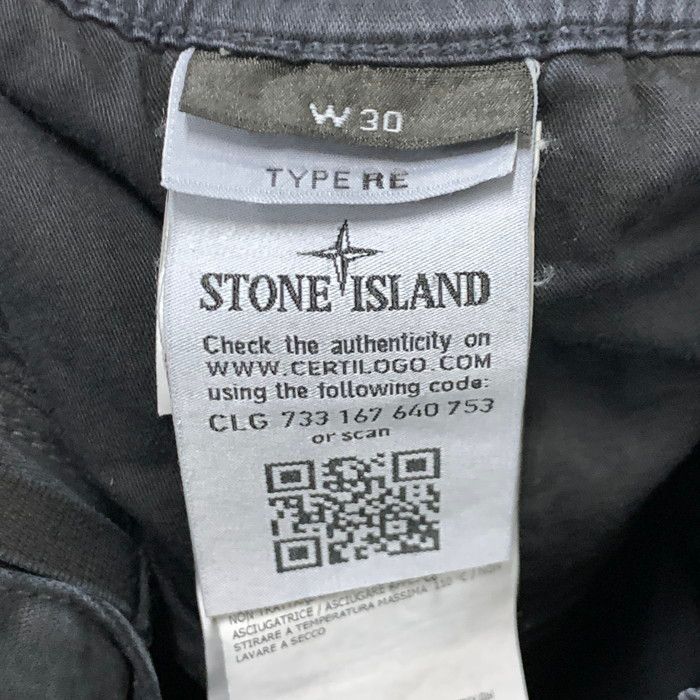 W 30
TYPE RE
STONE ISLAND
Check the authenticity on
WWW.CERTILOGO.COM
using the following code:
CLG 733 167 640 753
or scan
ASCIUGATRICE / ASCIUGARE
STIRARE A TEMPERATURA MASSIMA 110 °C /
LAVARE A SECCO